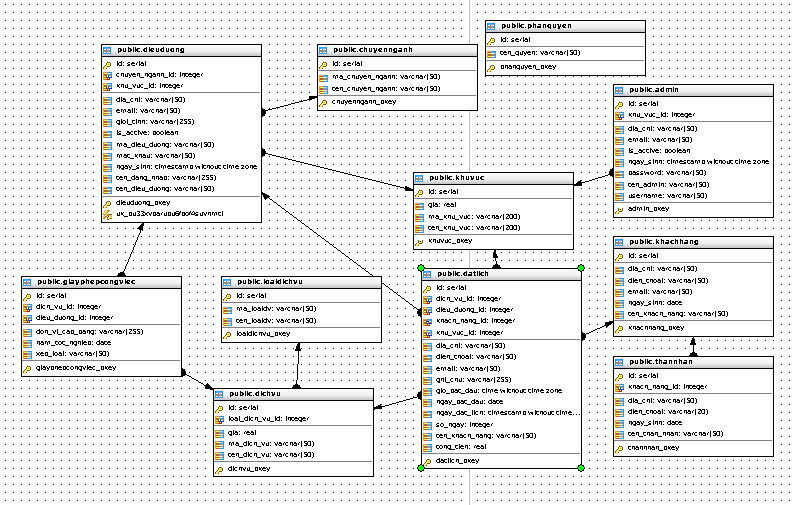 public.dieuduong
id: serial
chuyen_nganh_id: integer
khu_vuc_id: integer
dia_chi: varchar(50)
email: varchar(50)
gioi_tinh: varchar(255)
is_active: boolean
ma_dieu_duong: varchar(50)
mat_khau: varchar(50)
ngay_sinh: timestamp without time zone
ten_dang_nhap: varchar(255)
ten_dieu_duong: varchar(50)
dieuduong_pkey
public.chuyennganh
id: serial
ma_chuyen_nganh: varchar(50)
ten_chuyen_nganh: varchar(50)
chuyennganh_pkey
public.phanquyen
id: serial
ten_quyen: varchar(50)
phanquyen_pkey
public.admin
id: serial
khu_vuc_id: integer
dia_chi: varchar(50)
email: varchar(50)
is_active: boolean
ngay_sinh: timestamp without time zone
password: varchar(50)
ten_admin: varchar(50)
username: varchar(50)
admin_pkey
public.khuvuc
id: serial
gia: real
ma_khu_vuc: varchar(200)
ten_khu_vuc: varchar(200)
khuvuc_pkey
public.khachhang
id: serial
dia_chi: varchar(50)
dien_thoai: varchar(50)
email: varchar(50)
ngay_sinh: date
ten_khach_hang: varchar(50)
khachhang_pkey
public.giayphepcongviec
id: serial
dich_vu_id: integer
dieu_duong_id: integer
don_vi_cap_bang: varchar(255)
nam_tot_nghiep: date
xep_loai: varchar(50)
giayphepcongviec_pkey
public.loaidichvu
id: serial
ma_loaidv: varchar(50)
ten_loaidv: varchar(50)
loaidichvu_pkey
public.datlich
id: serial
dich_vu_id: integer
dieu_duong_id: integer
khach_hang_id: integer
khu_vuc_id: integer
dia_chi: varchar(50)
dien_thoai: varchar(50)
email: varchar(50)
ghi_chu: varchar(255)
gio_bat_dau: time without time zone
ngay_bat_dau: date
ngay_dat_lich: timestamp without time...
so_ngay: integer
ten_khach_hang: varchar(50)
tong_tien: real
datlich_pkey
public.thannhan
id: serial
khach_hang_id: integer
dia_chi: varchar(50)
dien_thoai: varchar(20)
ngay_sinh: date
ten_than_nhan: varchar(50)
thannhan_pkey
public.dichvu
id: serial
loai_dich_vu_id: integer
gia: real
ma_dich_vu: varchar(50)
ten_dich_vu: varchar(50)
dichvu_pkey